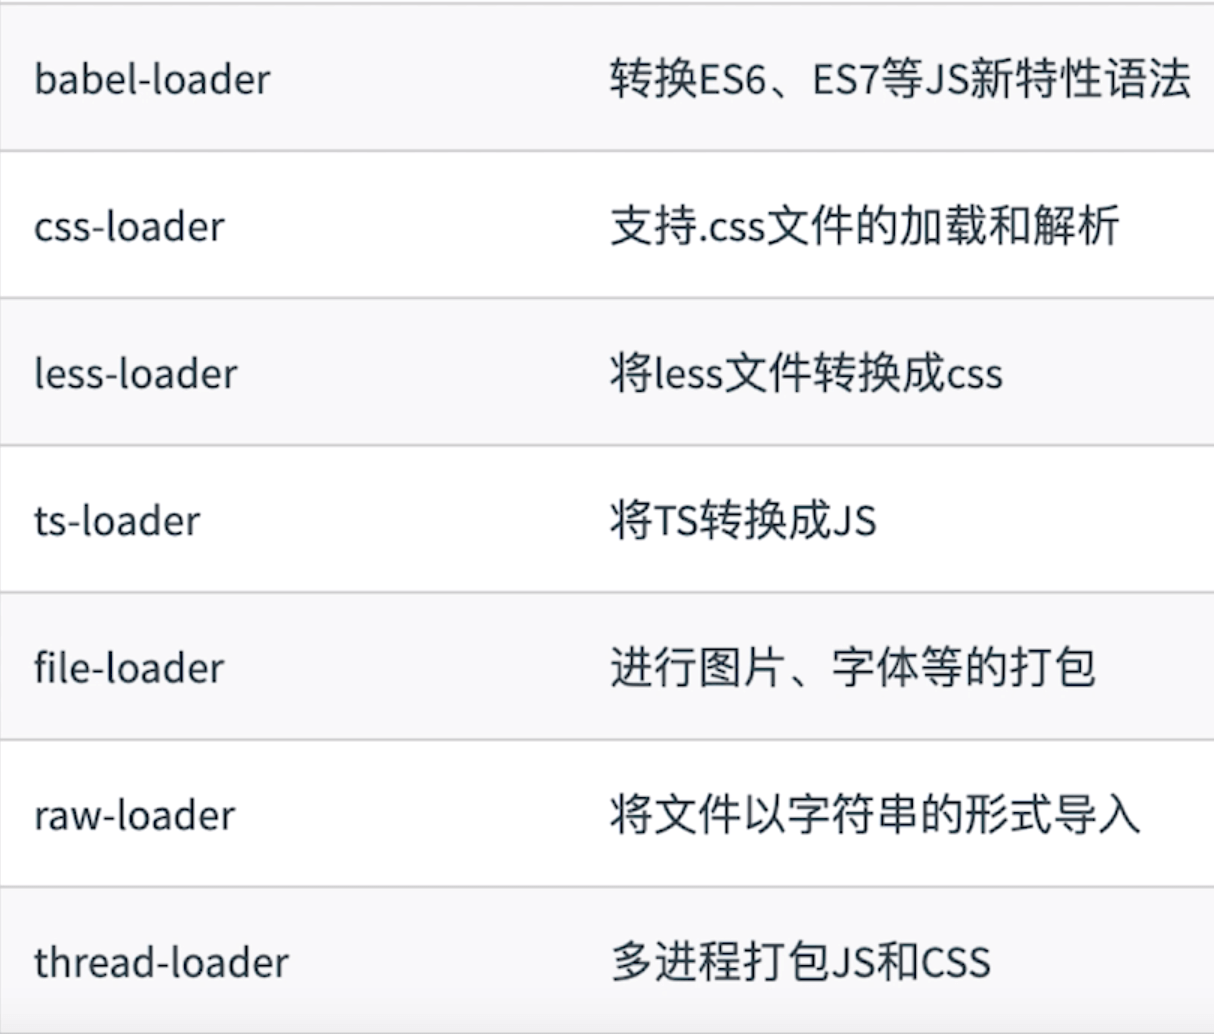 babel-loader 转换ES6、ES7等JS新特性语法
css-loader 支持.css文件的加载和解析
less-loader 将less文件转换成css
ts-loader 将TS转换成JS
file-loader 进行图片、字体等的打包
raw-loader 将文件以字符串的形式导入
thread-loader 多进程打包JS和CSS